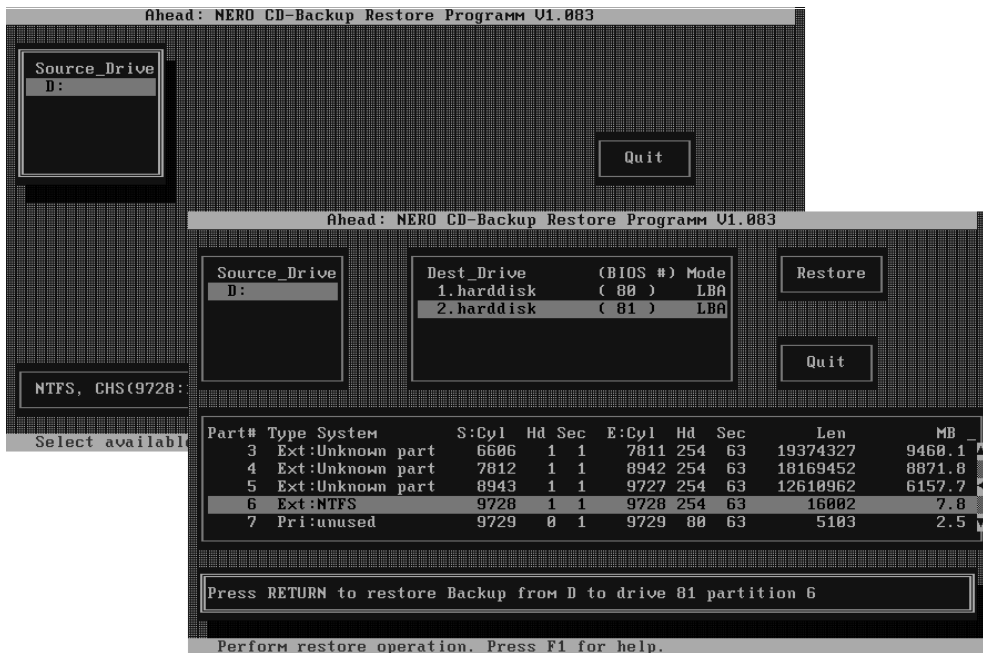 Ahead: NERO CD-Backup Restore Programm V1.083
Source_Drive
D:
Quit
NTFS, CHS(9728:
Select available
Ahead: NERO CD-Backup Restore Programm V1.083
Source_Drive
D:
Dest_Drive (BIOS #) Mode
1.harddisk ( 80 ) LBA
2.harddisk ( 81 ) LBA
Restore
Quit
Part# Type System S:Cyl Hd Sec E:Cyl Hd Sec Len MB _
3 Ext:Unknown part 6606 1 1 7811 254 63 19374327 9460.1
4 Ext:Unknown part 7812 1 1 8942 254 63 18169452 8871.8
5 Ext:Unknown part 8943 1 1 9727 254 63 12610962 6157.7
6 Ext:NTFS 9728 1 1 9728 254 63 16002 7.8
7 Pri:unused 9729 0 1 9729 80 63 5103 2.5
Press RETURN to restore Backup from D to drive 81 partition 6
Perform restore operation. Press F1 for help.